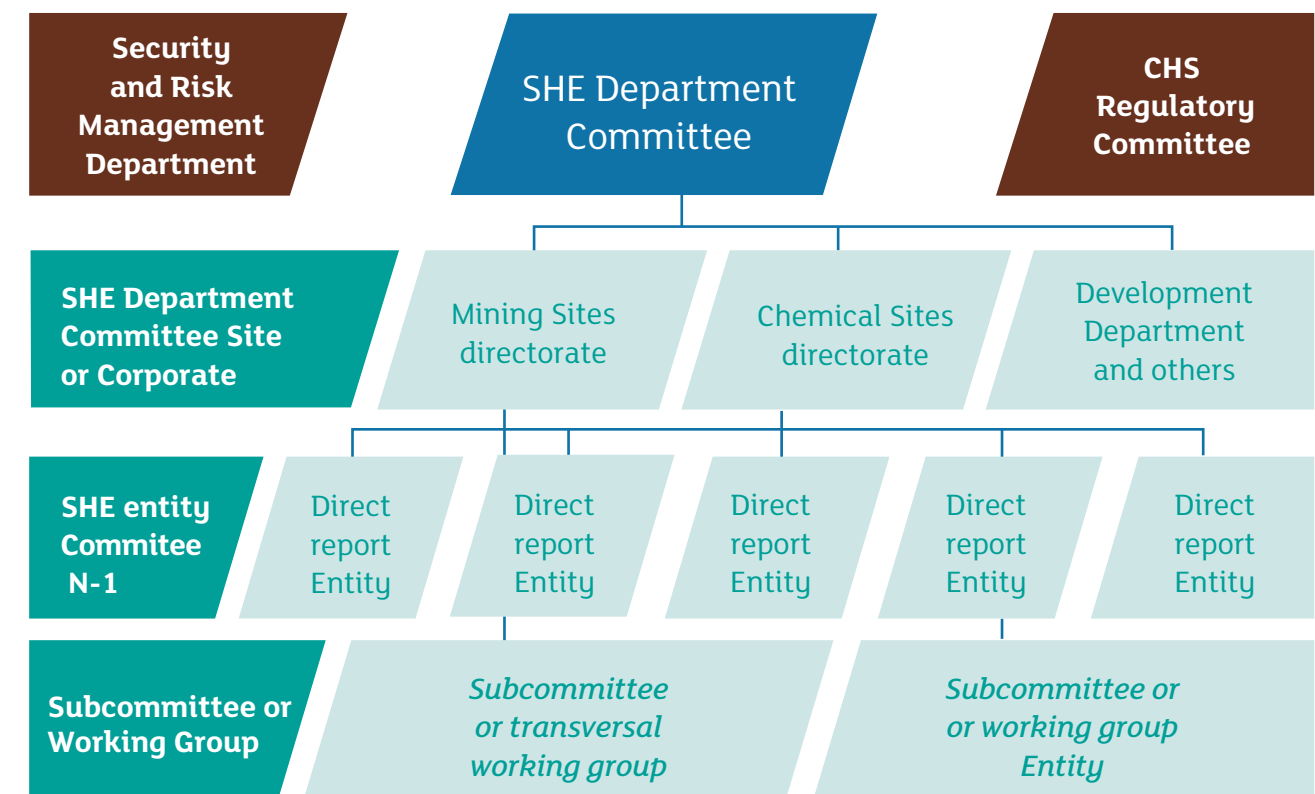 Security
and Risk
Management
Department
SHE Department
Committee
CHS
Regulatory
Committee
SHE Department
Committee Site
or Corporate
Mining Sites
directorate
Chemical Sites
directorate
Development
Department
and others
SHE entity
Commitee
N-1
Direct
report
Entity
Direct
report
Entity
Direct
report
Entity
Direct
report
Entity
Direct
report
Entity
Subcommittee or
Working Group
Subcommittee
or transversal
working group
Subcommittee or
or working group
Entity